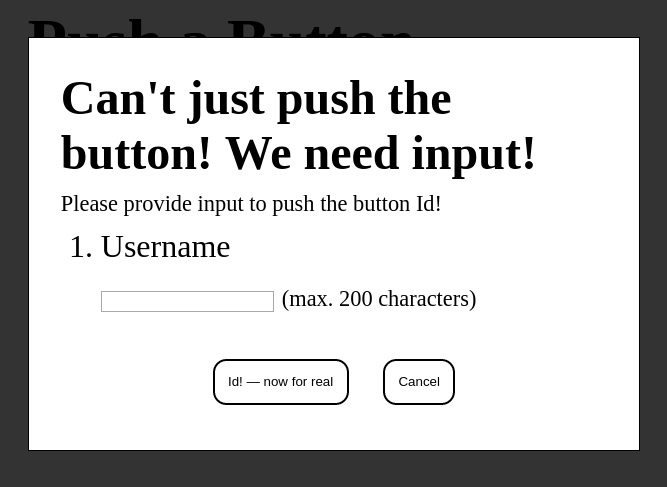 Push a Button
Can't just push the
button! We need input!
Please provide input to push the button Id!
1. Username
(max. 200 characters)
Id! — now for real
Cancel